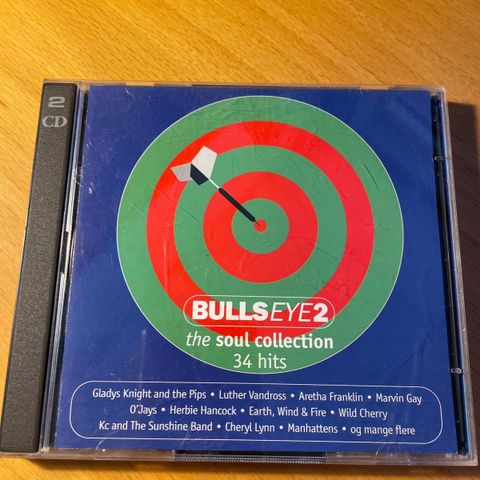 2
CD
BULLSEYE2
the soul collection
34 hits
Gladys Knight and the Pips • Luther Vandross • Aretha Franklin • Marvin Gay
O'Jays • Herbie Hancock • Earth, Wind & Fire • Wild Cherry
Kc and The Sunshine Band • Cheryl Lynn • Manhattens • og mange flere